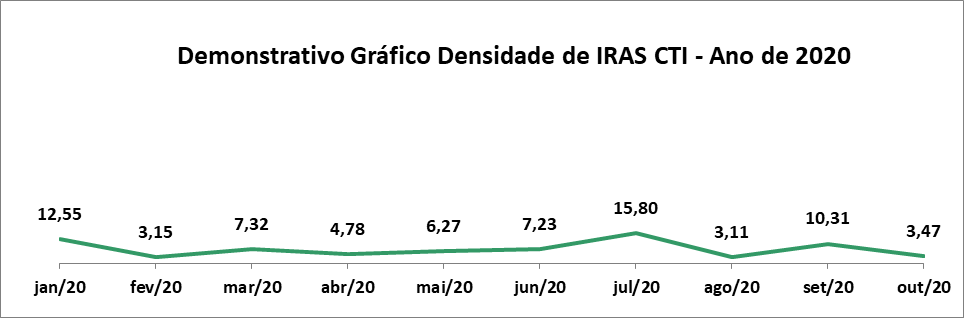 Demonstrativo Gráfico Densidade de IRAS CTI - Ano de 2020
12,55 3,15 7,32 4,78 6,27 7,23 15,80 3,11 10,31 3,47
jan/20 fev/20 mar/20 abr/20 mai/20 jun/20 jul/20 ago/20 set/20 out/20